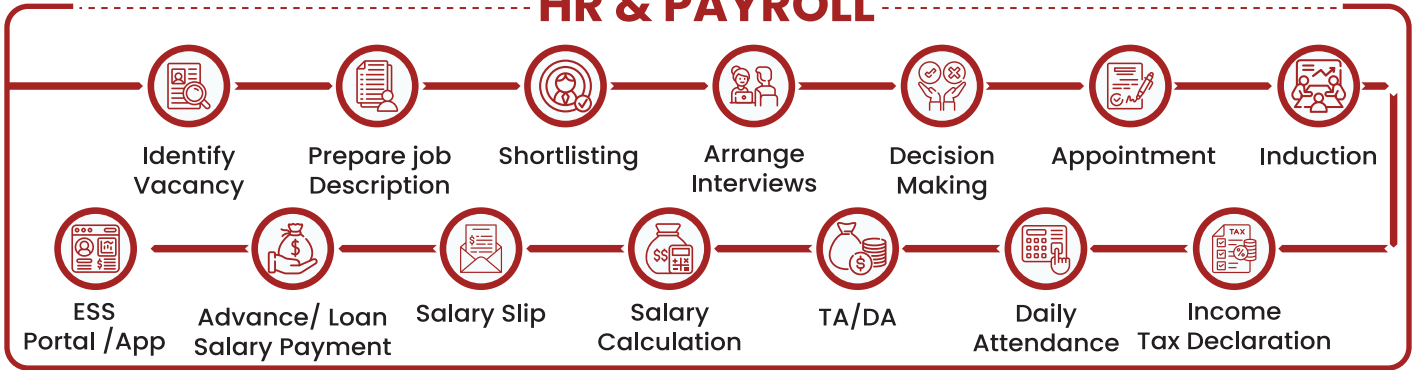 HR & PAYROLL
Identify
Vacancy
Prepare job
Description
Shortlisting
Arrange
Interviews
Decision
Making
Appointment
Induction
ESS
Portal /App
Advance/ Loan
Salary Payment
$
Salary Slip
$
Salary
Calculation
$$
TA/DA
$
Daily
Attendance
Income
Tax Declaration
TAX
%